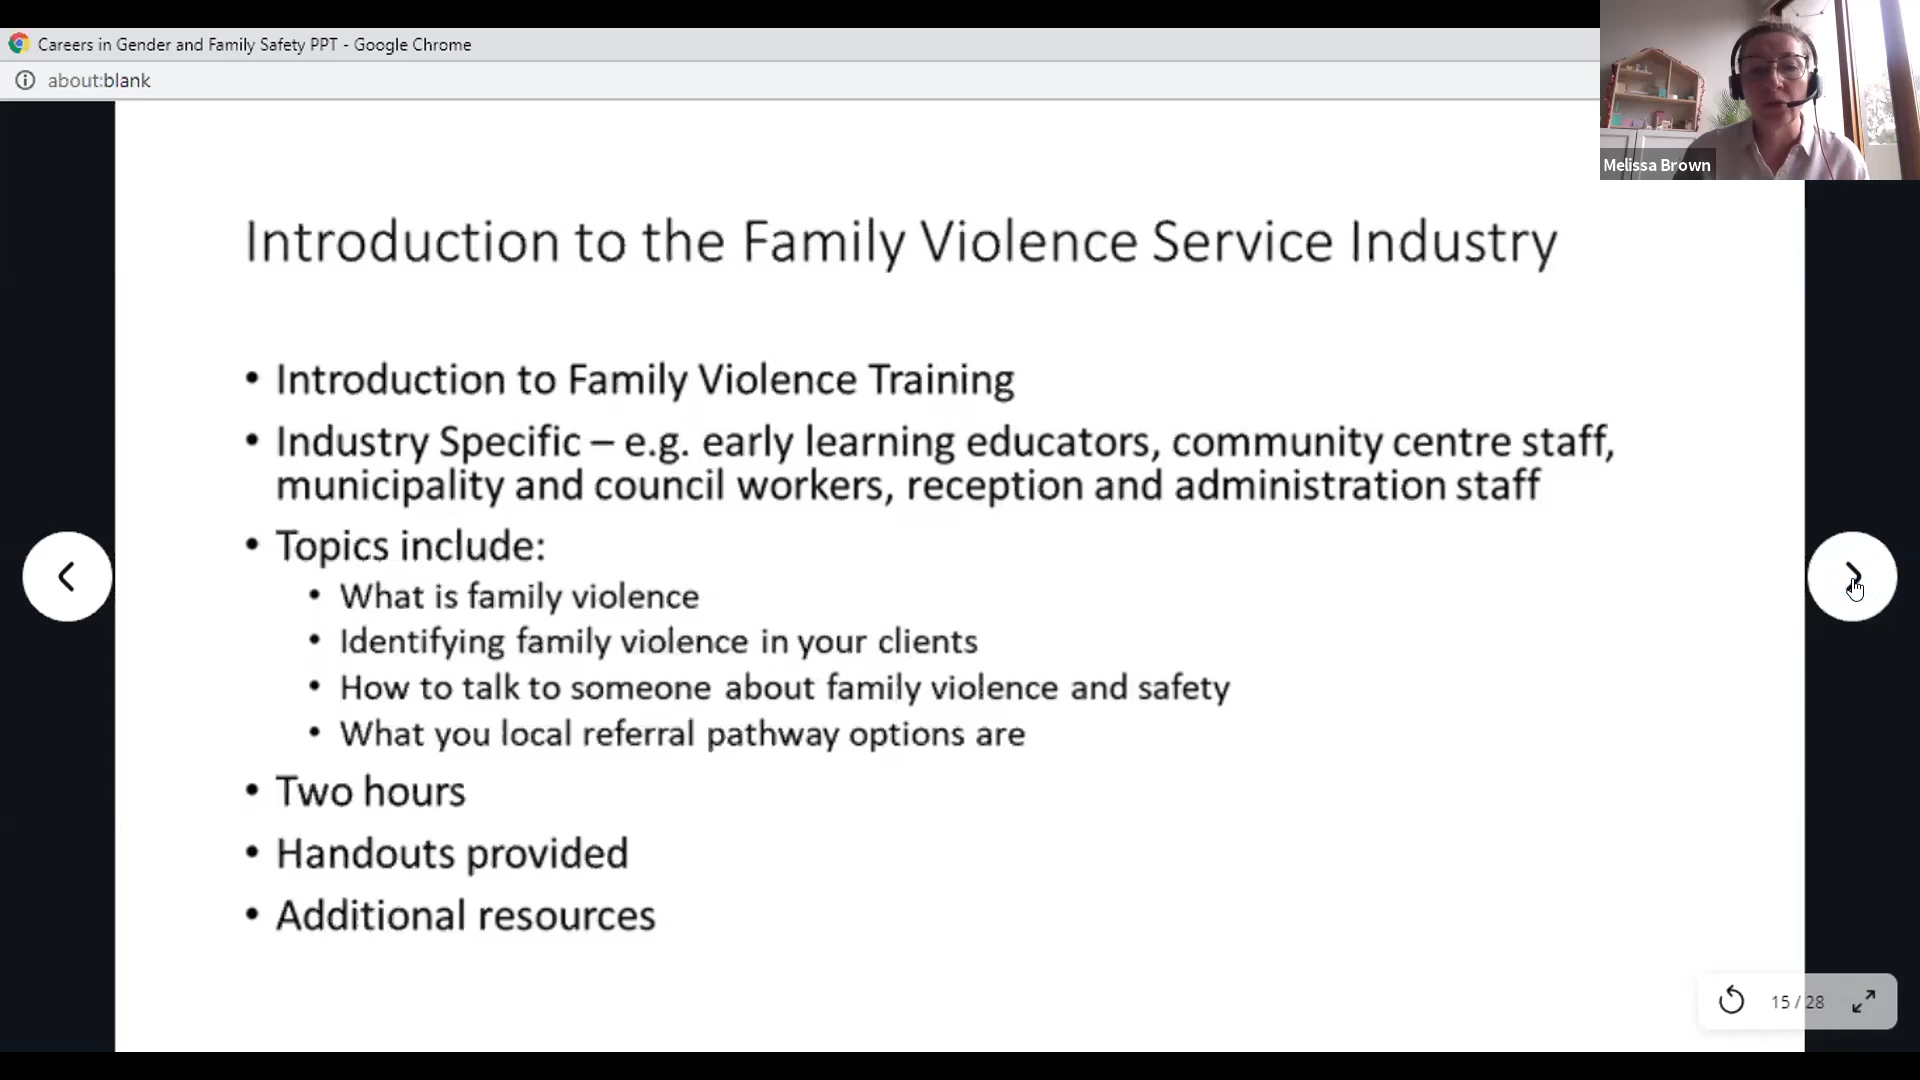 Careers in Gender and Family Safety PPT - Google Chrome
about:blank
Melissa Brown
Introduction to the Family Violence Service Industry
• Introduction to Family Violence Training
• Industry Specific – e.g. early learning educators, community centre staff,
municipality and council workers, reception and administration staff
• Topics include:
• What is family violence
• Identifying family violence in your clients
• How to talk to someone about family violence and safety
• What you local referral pathway options are
• Two hours
• Handouts provided
• Additional resources
15 / 28